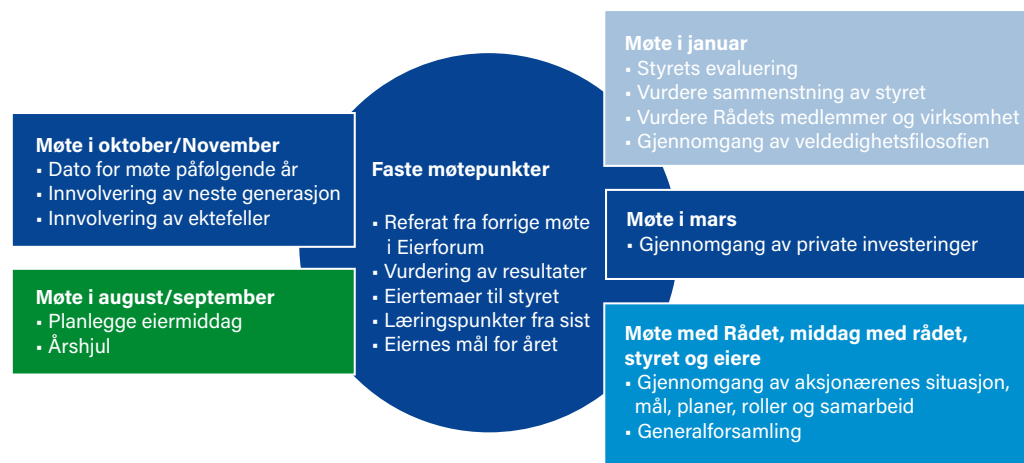 Møte i januar
▪ Styrets evaluering
▪ Vurdere sammenstning av styret
▪ Vurdere Rådets medlemmer og virksomhet
▪ Gjennomgang av veldedighetsfilosofien
Møte i mars
▪ Gjennomgang av private investeringer
Møte med Rådet, middag med rådet,
styret og eiere
▪ Gjennomgang av aksjonærenes situasjon,
mål, planer, roller og samarbeid
▪ Generalforsamling
Møte i august/september
▪ Planlegge eiermiddag
▪ Årshjul
Møte i oktober/November
▪ Dato for møte påfølgende år
▪ Innvolvering av neste generasjon
▪ Innvolvering av ektefeller
Faste møtepunkter
▪ Referat fra forrige møte
i Eierforum
▪ Vurdering av resultater
▪ Eiertemaer til styret
▪ Læringspunkter fra sist
▪ Eiernes mål for året